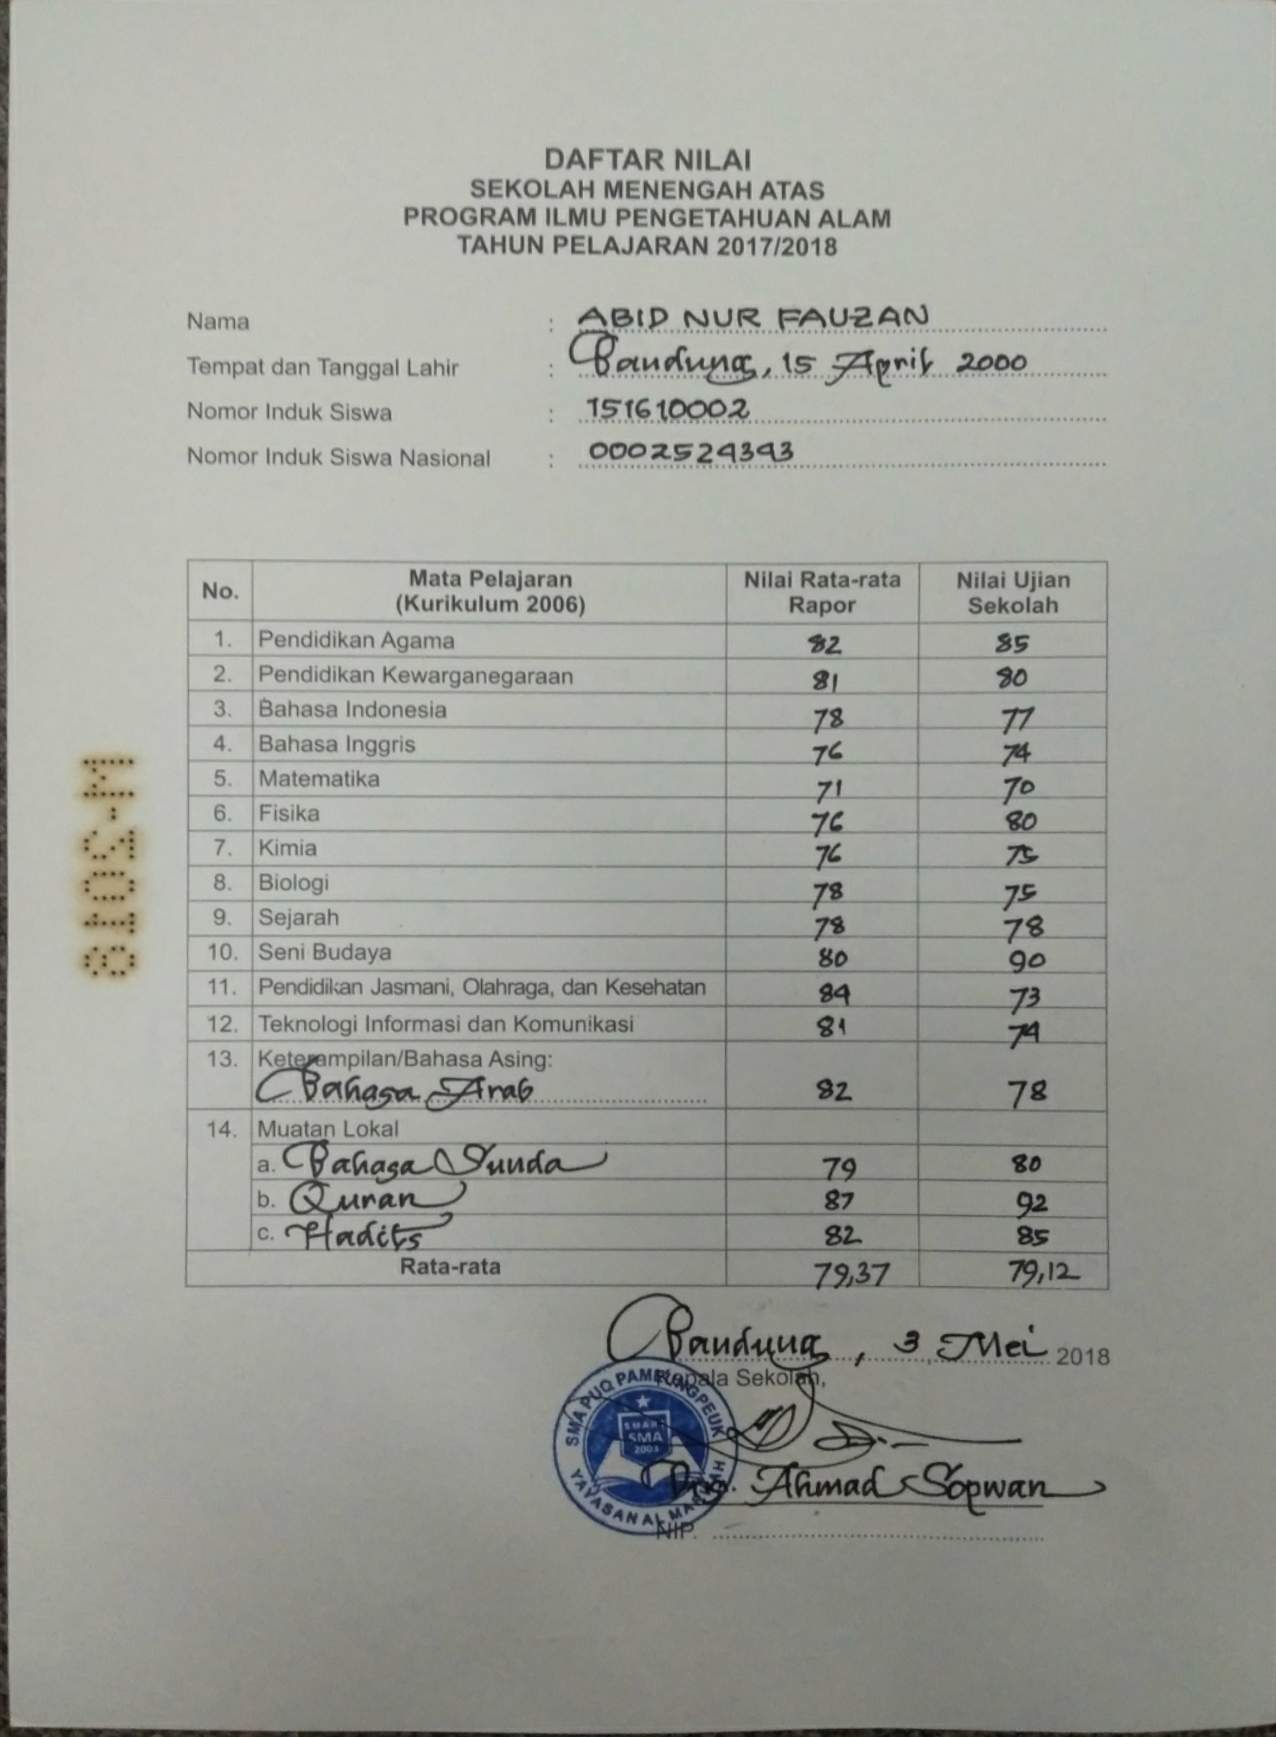 DAFTAR NILAI
SEKOLAH MENENGAH ATAS
PROGRAM ILMU PENGETAHUAN ALAM
TAHUN PELAJARAN 2017/2018
Nama : ABID NUR FAUZAN
Tempat dan Tanggal Lahir : Bandung, 15 April 2000
Nomor Induk Siswa : 151610002
Nomor Induk Siswa Nasional : 0002524343
No. Mata Pelajaran (Kurikulum 2006) Nilai Rata-rata Rapor Nilai Ujian Sekolah
1. Pendidikan Agama 82 85
2. Pendidikan Kewarganegaraan 81 80
3. Bahasa Indonesia 78 77
4. Bahasa Inggris 76 74
5. Matematika 71 70
6. Fisika 76 80
7. Kimia 76 75
8. Biologi 78 75
9. Sejarah 78 78
10. Seni Budaya 80 90
11. Pendidikan Jasmani, Olahraga, dan Kesehatan 84 73
12. Teknologi Informasi dan Komunikasi 81 74
13. Keterampilan/Bahasa Asing:
Bahasa Arab 82 78
14. Muatan Lokal
a. Bahasa Sunda 79 80
b. Quran 87 92
c. Hadits 82 85
Rata-rata 79,37 79,12
M-2018
Bandung, 3 Mei 2018
Kepala Sekolah,
SMA PUQ PAMEUNGPEUK
SMA
YAYASAN AL
Drs. Ahmad Sopwan
NIP.